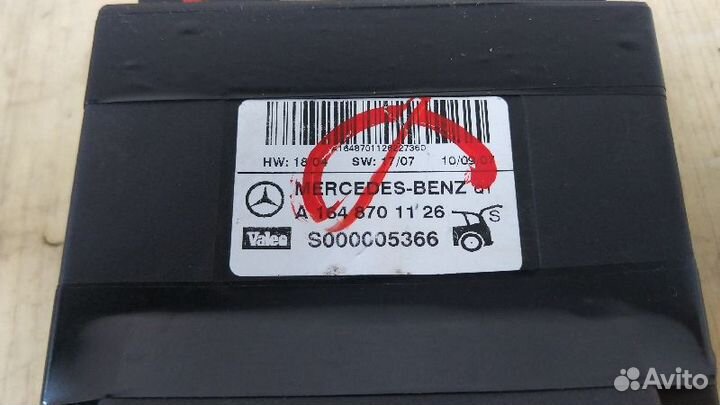 HW: 18/04 SW: 17/07 10/09/07
MERCEDES-BENZ
A 164 870 11 26
Valeo S000005366
S
Avito